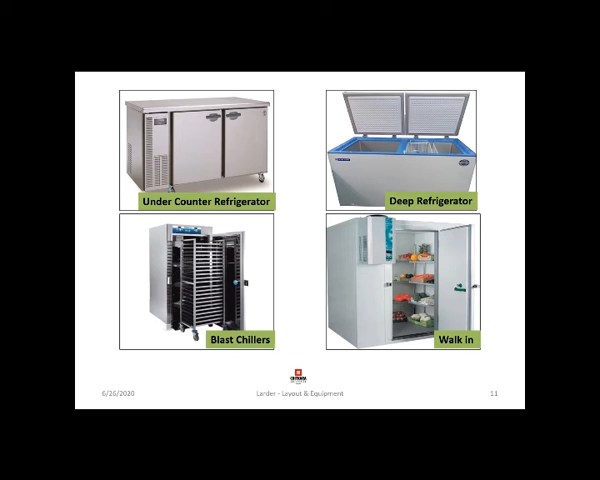 Under Counter Refrigerator
Deep Refrigerator
Blast Chillers
Walk in
6/26/2020
Larder - Layout & Equipment
11